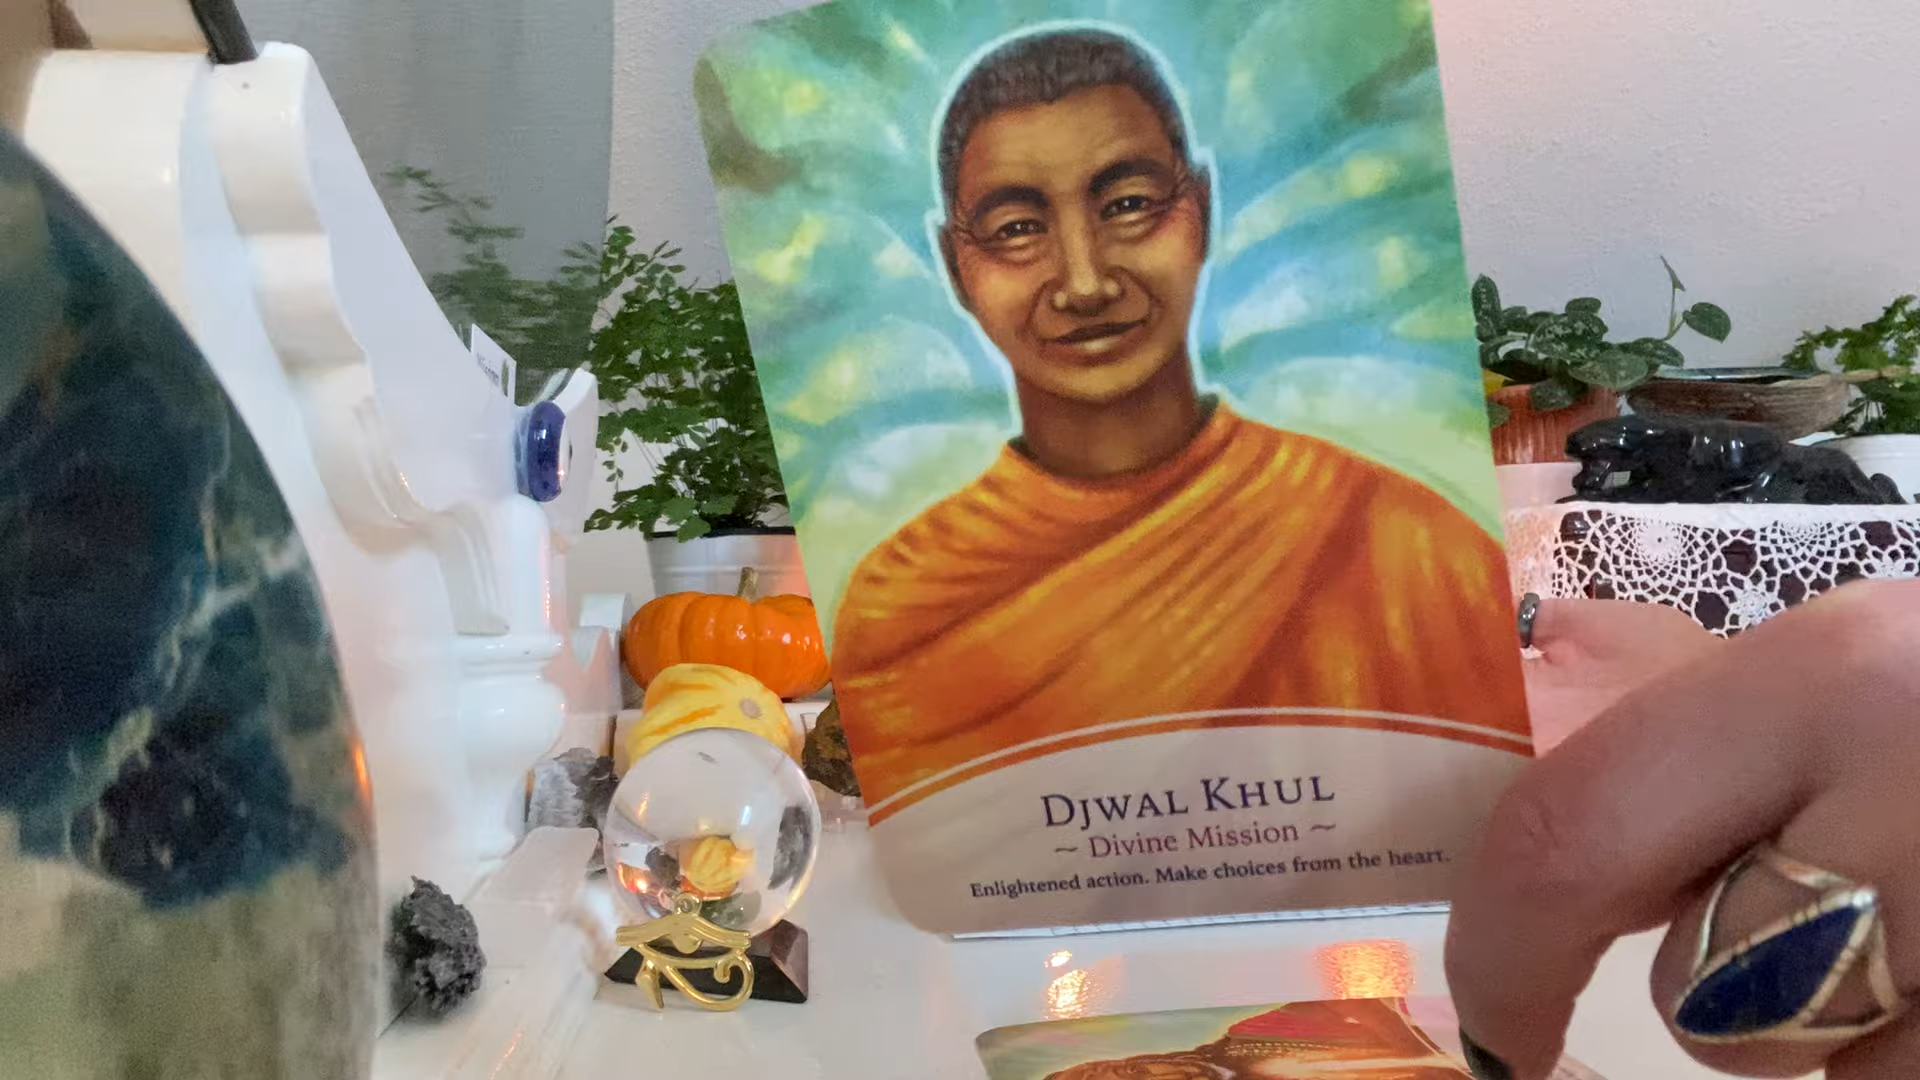 DJWAL KHUL
~ Divine Mission ~
Enlightened action. Make choices from the heart.